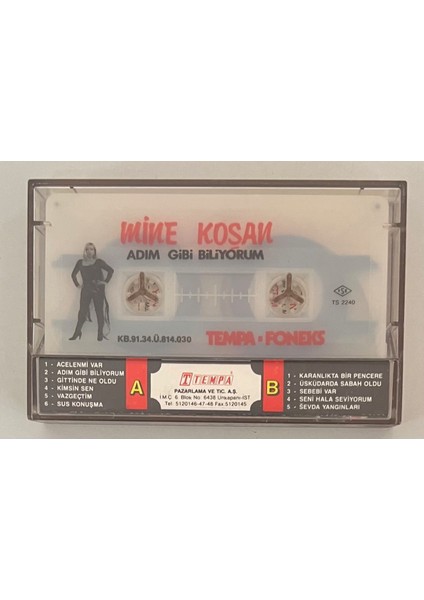 MİNE KOŞAN
ADIM GİBİ BİLİYORUM
TSE
TS 2240
KB.91.34.Ü.814.030
TEMPA - FONEKS
1 - ACELENMİ VAR
2 - ADIM GİBİ BİLİYORUM
3 - GİTTİNDE NE OLDU
4 - KİMSİN SEN
5 - VAZGEÇTİM
6 - SUS KONUŞMA
A
T TEMPA
PAZARLAMA VE TİC. A.Ş.
İ M Ç 6. Blok No: 6438 Unkapanı-İST
Tel: 5120146-47-48 Fax 5120145
B
1 - KARANLIKTA BİR PENCERE
2 - ÜSKÜDARDA SABAH OLDU
3 - SEBEBİ VAR
4 - SENİ HALA SEVİYORUM
5 - SEVDA YANGINLARI